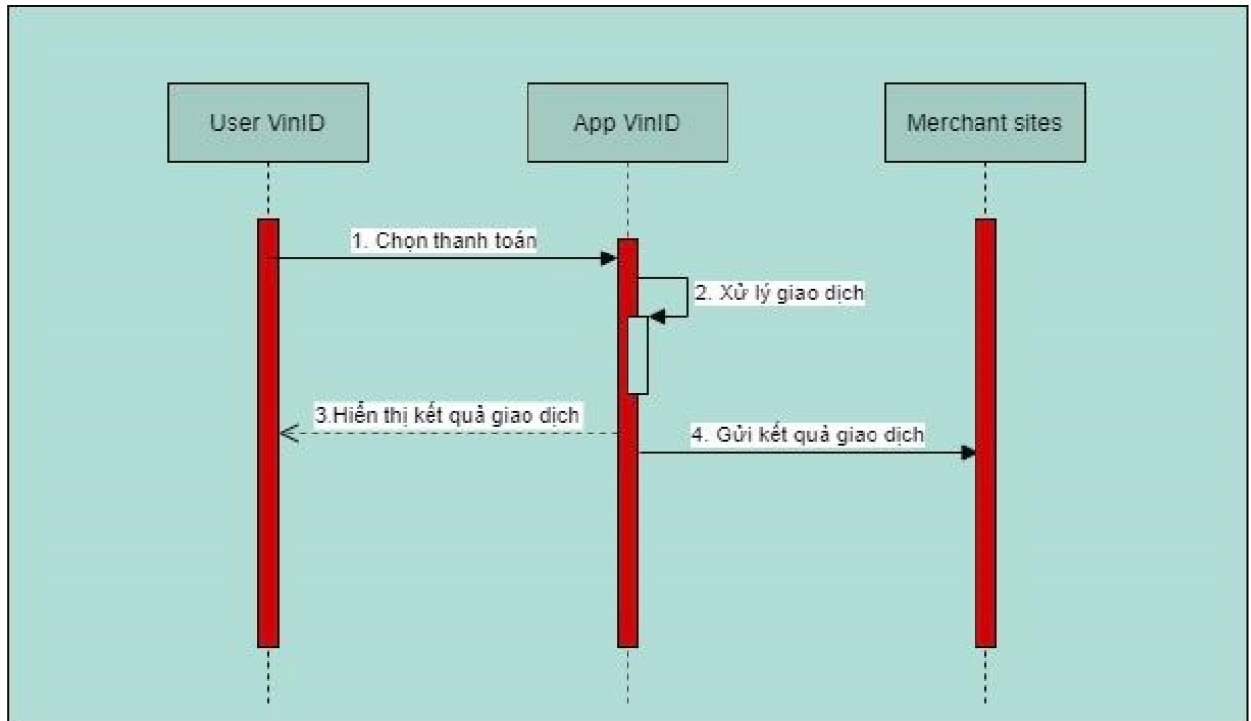 User VinID
App VinID
Merchant sites
1. Chọn thanh toán
2. Xử lý giao dịch
3.Hiển thị kết quả giao dịch
4. Gửi kết quả giao dịch